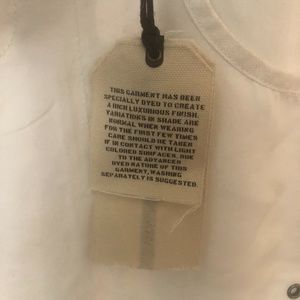 THIS GARMENT HAS BEEN
SPECIALLY DYED TO CREATE
A RICH LUXURIOUS FINISH.
VARIATIONS IN SHADE ARE
NORMAL WHEN WEARING
FOR THE FIRST FEW TIMES
CARE SHOULD BE TAKEN
IF IN CONTACT WITH LIGHT
COLORED SURFACES. DUE
TO THE ADVANCED
DYED NATURE OF THIS
GARMENT, WASHING
SEPARATELY IS SUGGESTED.